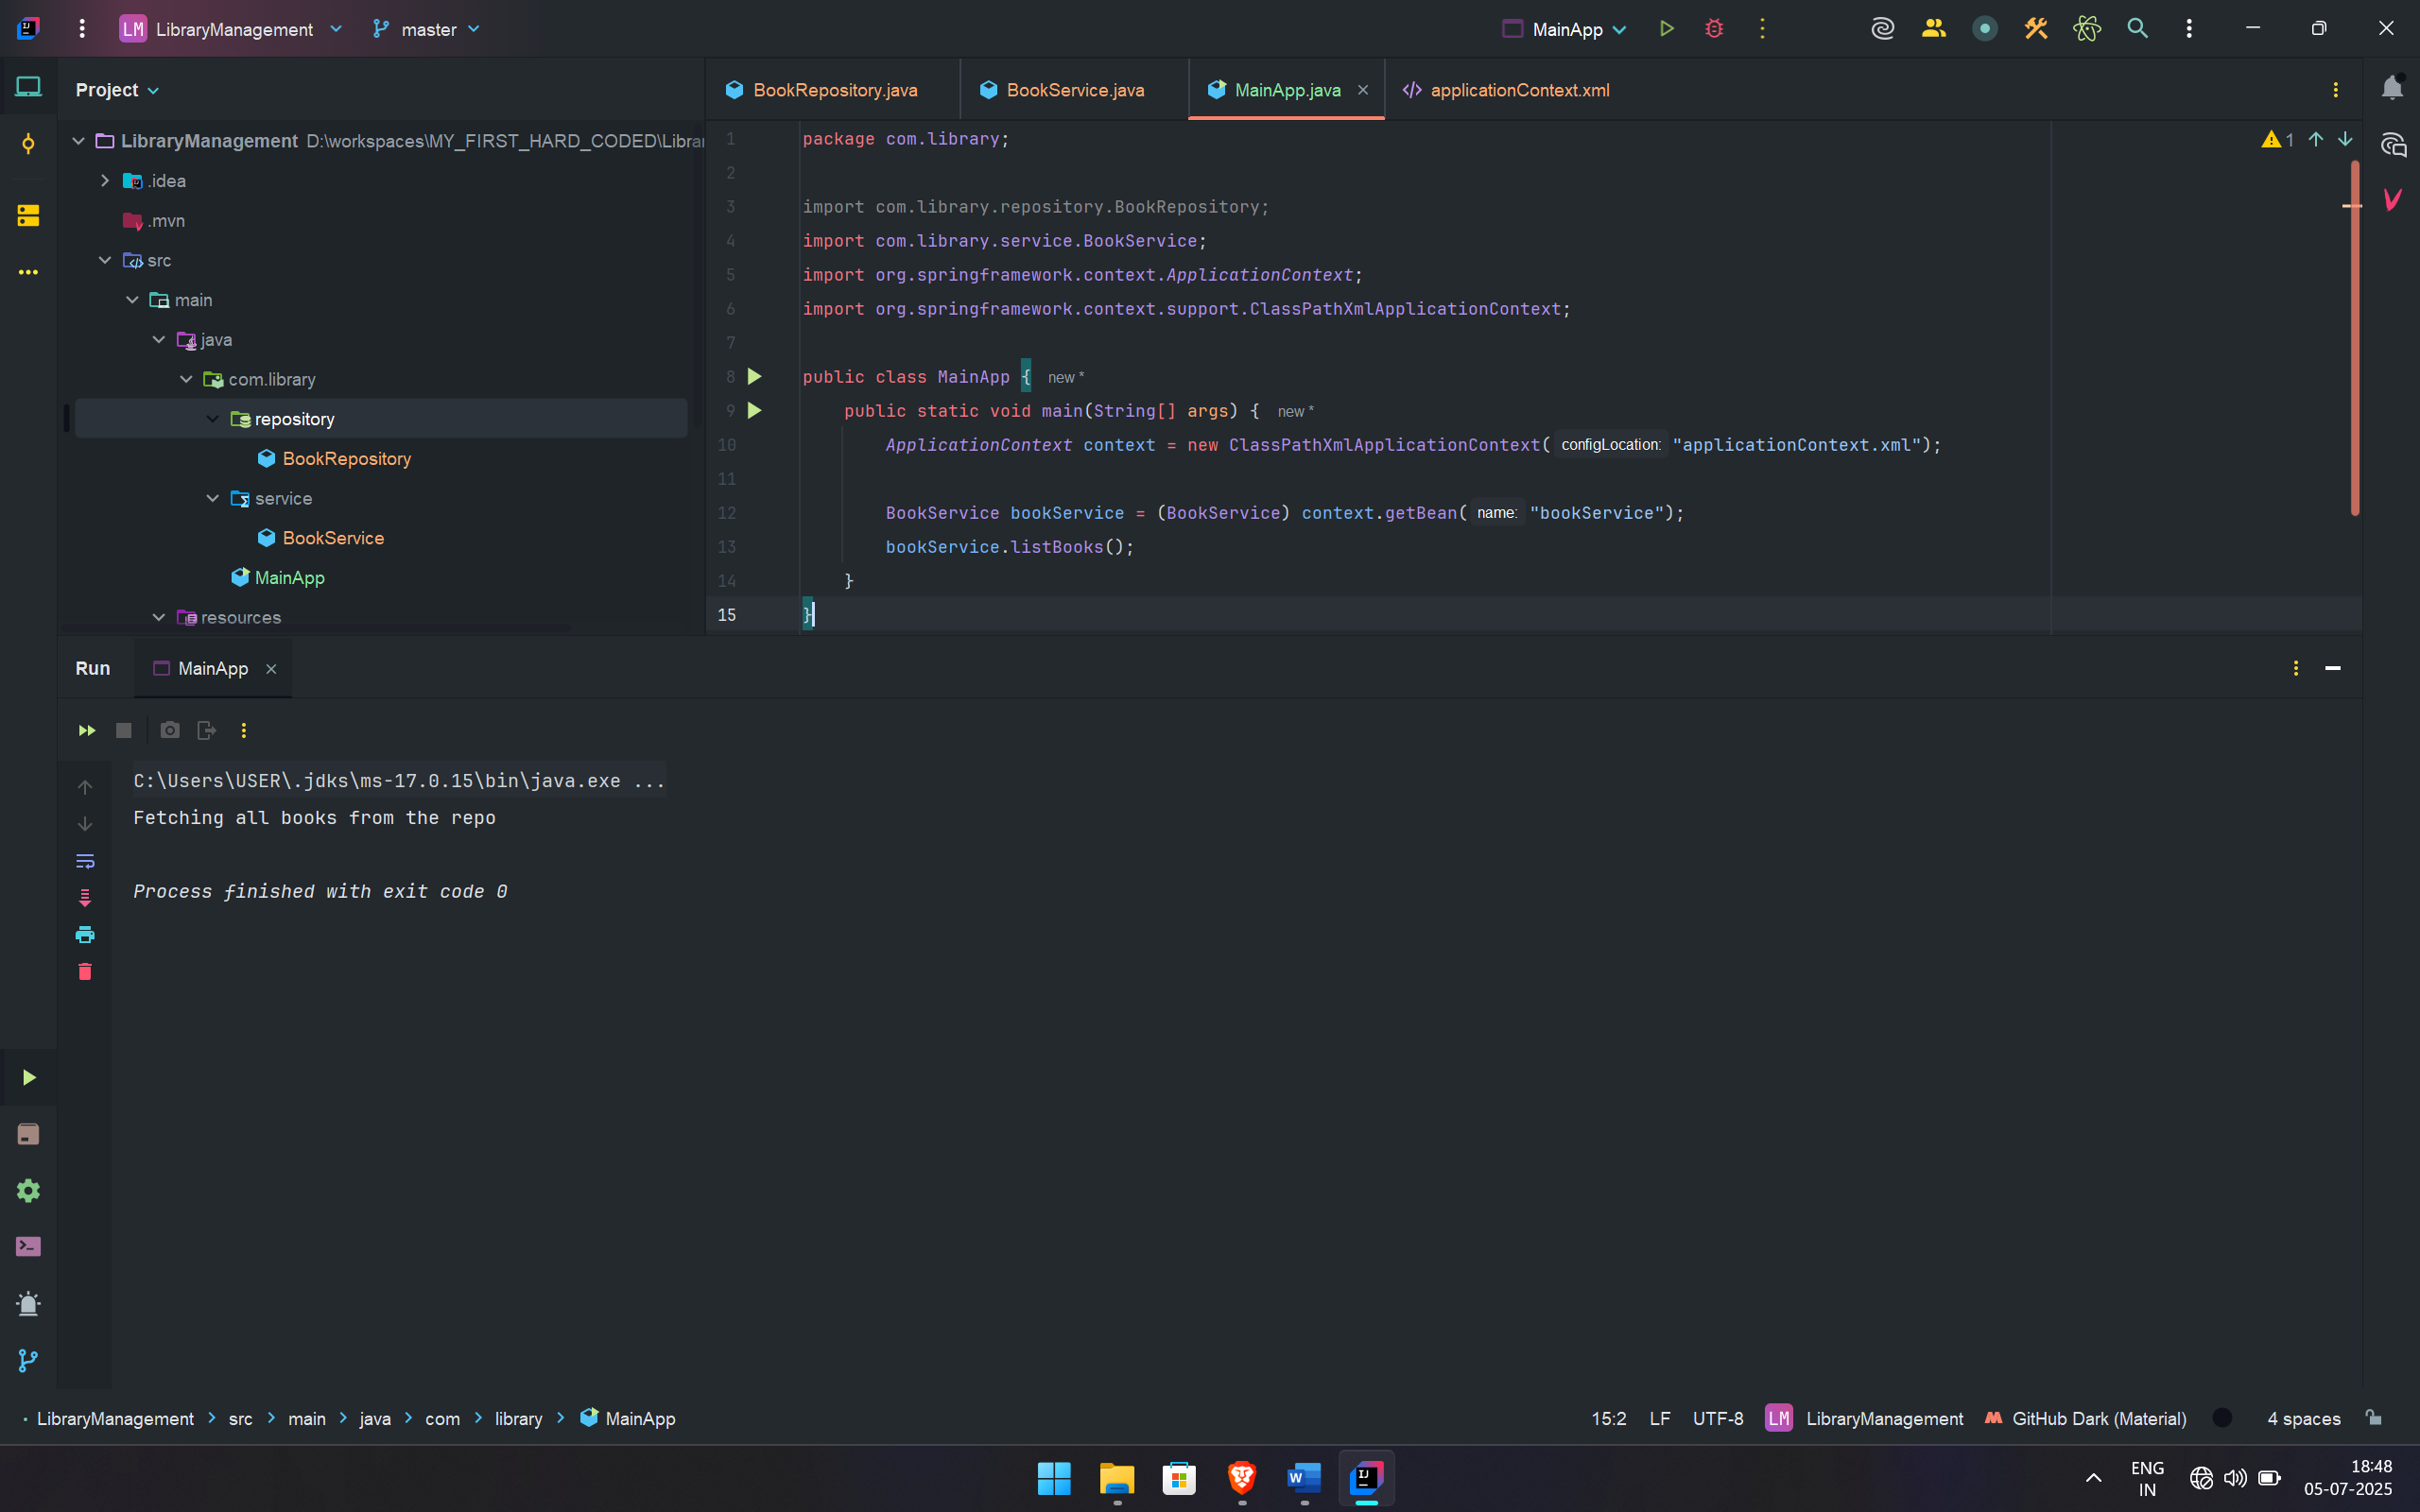 LM LibraryManagement master MainApp
Project
BookRepository.java BookService.java MainApp.java applicationContext.xml
LibraryManagement D:\workspaces\MY_FIRST_HARD_CODED\Librar
.idea
.mvn
src
main
java
com.library
repository
BookRepository
service
BookService
MainApp
resources
1 package com.library;
2
3 import com.library.repository.BookRepository;
4 import com.library.service.BookService;
5 import org.springframework.context.ApplicationContext;
6 import org.springframework.context.support.ClassPathXmlApplicationContext;
7
8 public class MainApp { new *
9 public static void main(String[] args) { new *
10 ApplicationContext context = new ClassPathXmlApplicationContext( configLocation: "applicationContext.xml");
11
12 BookService bookService = (BookService) context.getBean( name: "bookService");
13 bookService.listBooks();
14 }
15 }
1
Run MainApp
C:\Users\USER\.jdks\ms-17.0.15\bin\java.exe ...
Fetching all books from the repo
Process finished with exit code 0
LibraryManagement > src > main > java > com > library > MainApp
15:2 LF UTF-8 LM LibraryManagement GitHub Dark (Material) 4 spaces
ENG
IN
18:48
05-07-2025